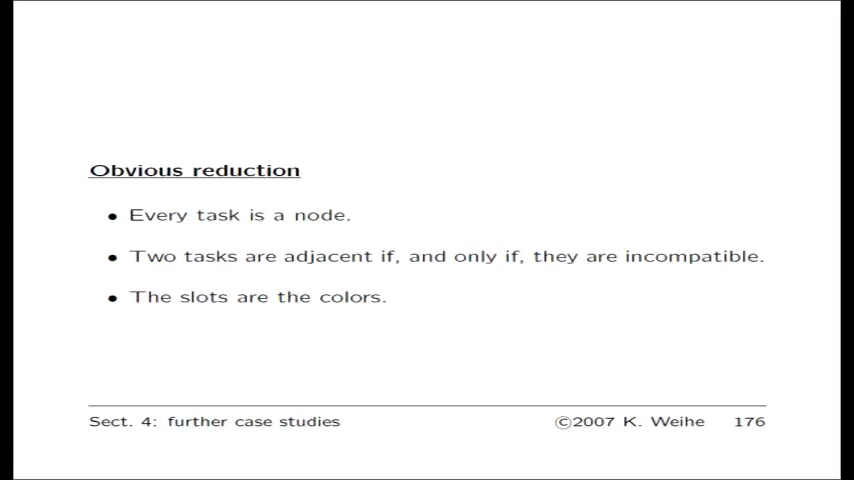 Obvious reduction
• Every task is a node.
• Two tasks are adjacent if, and only if, they are incompatible.
• The slots are the colors.
Sect. 4: further case studies ©2007 K. Weihe 176